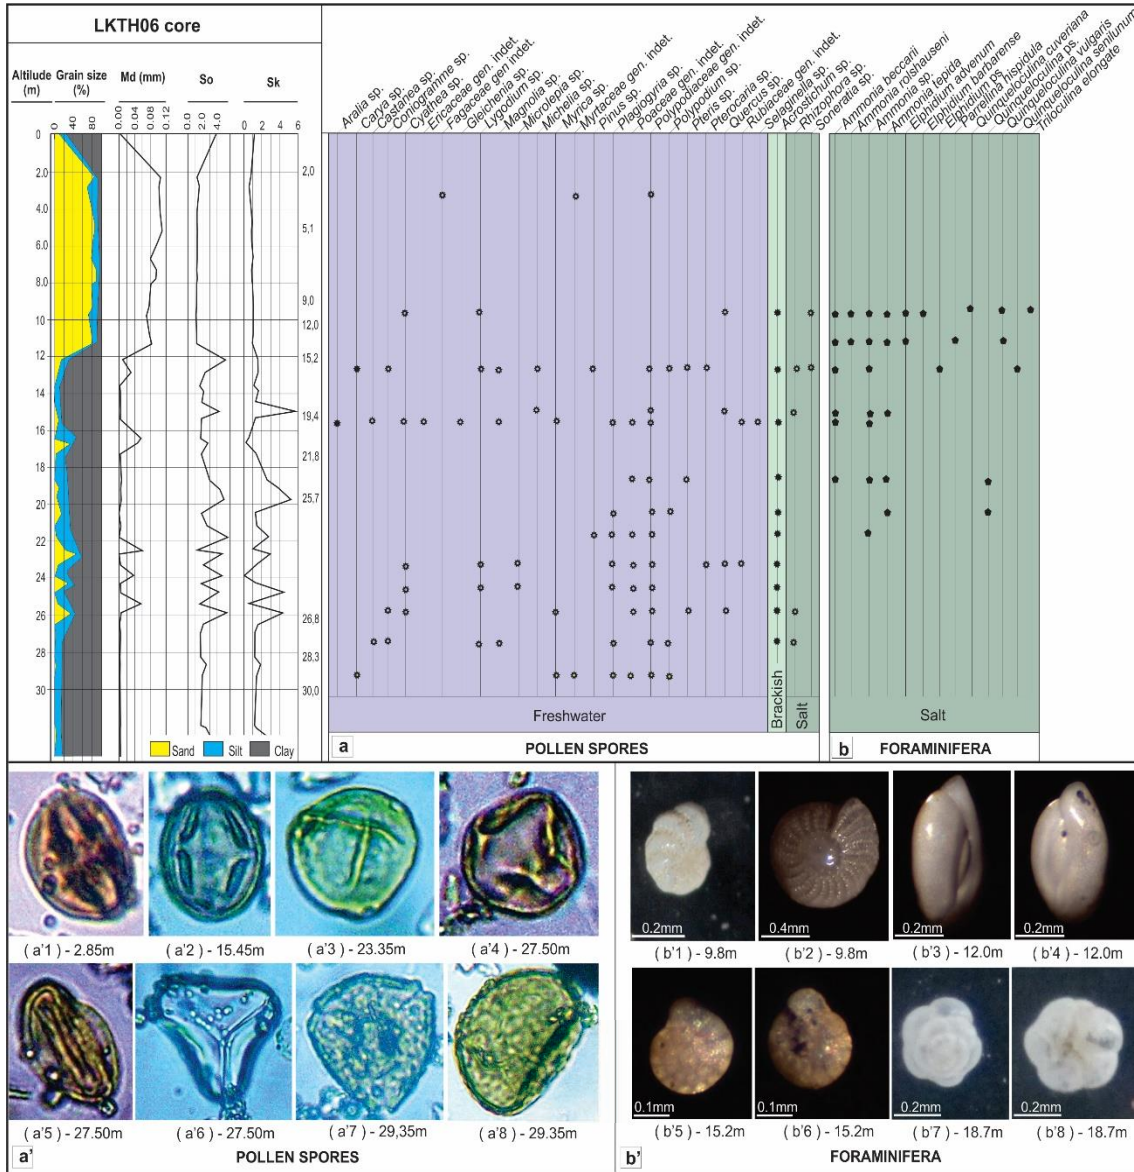 LKTH06 core
Altitude (m)
Grain size (%)
Md (mm)
So
Sk
0 40 80
0.00 0.04 0.08 0.12
0.0 2.0 4.0
0 2 4 6
0
2.0
4.0
6.0
8.0
10
12
14
16
18
20
22
24
26
28
30
2,0
5,1
9,0
12,0
15,2
19,4
21,8
25,7
26,8
28,3
30,0
Sand
Silt
Clay
Aralia sp.
Carya sp.
Castanea sp.
Coniogramme sp.
Cyathea sp.
Ericaceae gen. indet.
Fagaceae gen indet.
Gleichenia sp.
Lygodium sp.
Magnolia sp.
Microlepia sp.
Michelia sp.
Myrica sp.
Myrtaceae gen. indet.
Pinus sp.
Plagiogyria sp.
Poaceae gen. indet.
Polypodiaceae gen. indet.
Polypodium sp.
Pteris sp.
Pterocaria sp.
Quercus sp.
Rubiaceae gen. indet.
Selaginella sp.
Acrostichum sp.
Rhizophora sp.
Soneratia sp.
Ammonia beccarii
Ammonia rolshauseni
Ammonia sp.
Ammonia tepida
Elphidium advenum
Elphidium barbarense
Elphidium ps.
Parrelina hispidula
Quinqueloculina cuveriana
Quinqueloculina ps.
Quinqueloculina vulgaris
Quinqueloculina senilunum
Triloculina elongate
Freshwater
Brackish
Salt
Salt
a
POLLEN SPORES
b
FORAMINIFERA
( a'1 ) - 2.85m
( a'2 ) - 15.45m
( a'3 ) - 23.35m
( a'4 ) - 27.50m
( a'5 ) - 27.50m
( a'6 ) - 27.50m
( a'7 ) - 29,35m
( a'8 ) - 29.35m
a'
POLLEN SPORES
0.2mm
0.4mm
0.2mm
0.2mm
( b'1 ) - 9.8m
( b'2 ) - 9.8m
( b'3 ) - 12.0m
( b'4 ) - 12.0m
0.1mm
0.1mm
0.2mm
0.2mm
( b'5 ) - 15.2m
( b'6 ) - 15.2m
( b'7 ) - 18.7m
( b'8 ) - 18.7m
b'
FORAMINIFERA